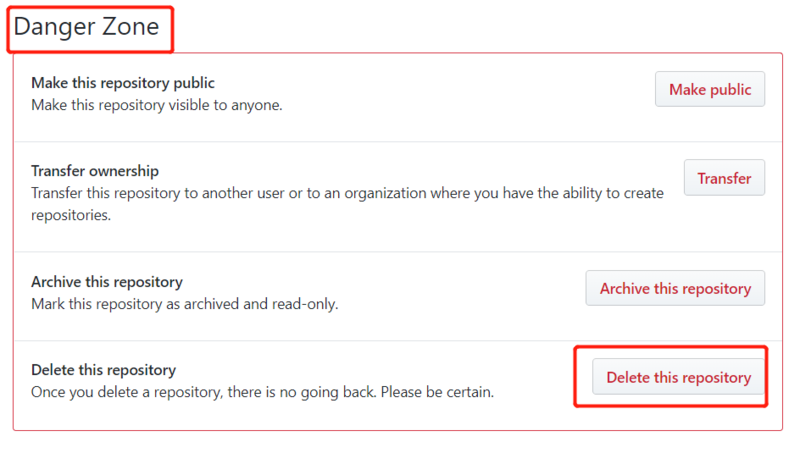 Danger Zone
Make this repository public
Make this repository visible to anyone.
Make public
Transfer ownership
Transfer this repository to another user or to an organization where you have the ability to create
repositories.
Transfer
Archive this repository
Mark this repository as archived and read-only.
Archive this repository
Delete this repository
Once you delete a repository, there is no going back. Please be certain.
Delete this repository